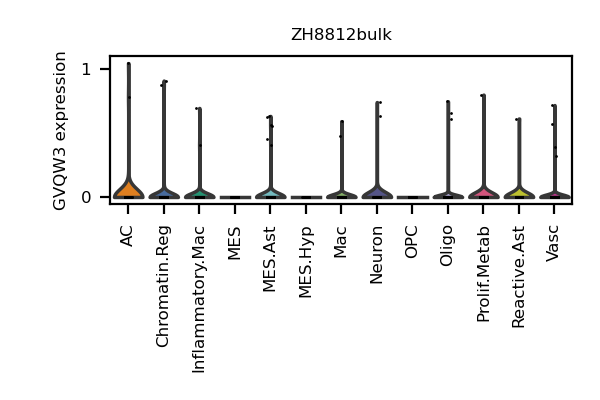 ZH8812bulk
GVQW3 expression
1
0
AC
Chromatin.Reg
Inflammatory.Mac
MES
MES.Ast
MES.Hyp
Mac
Neuron
OPC
Oligo
Prolif.Metab
Reactive.Ast
Vasc